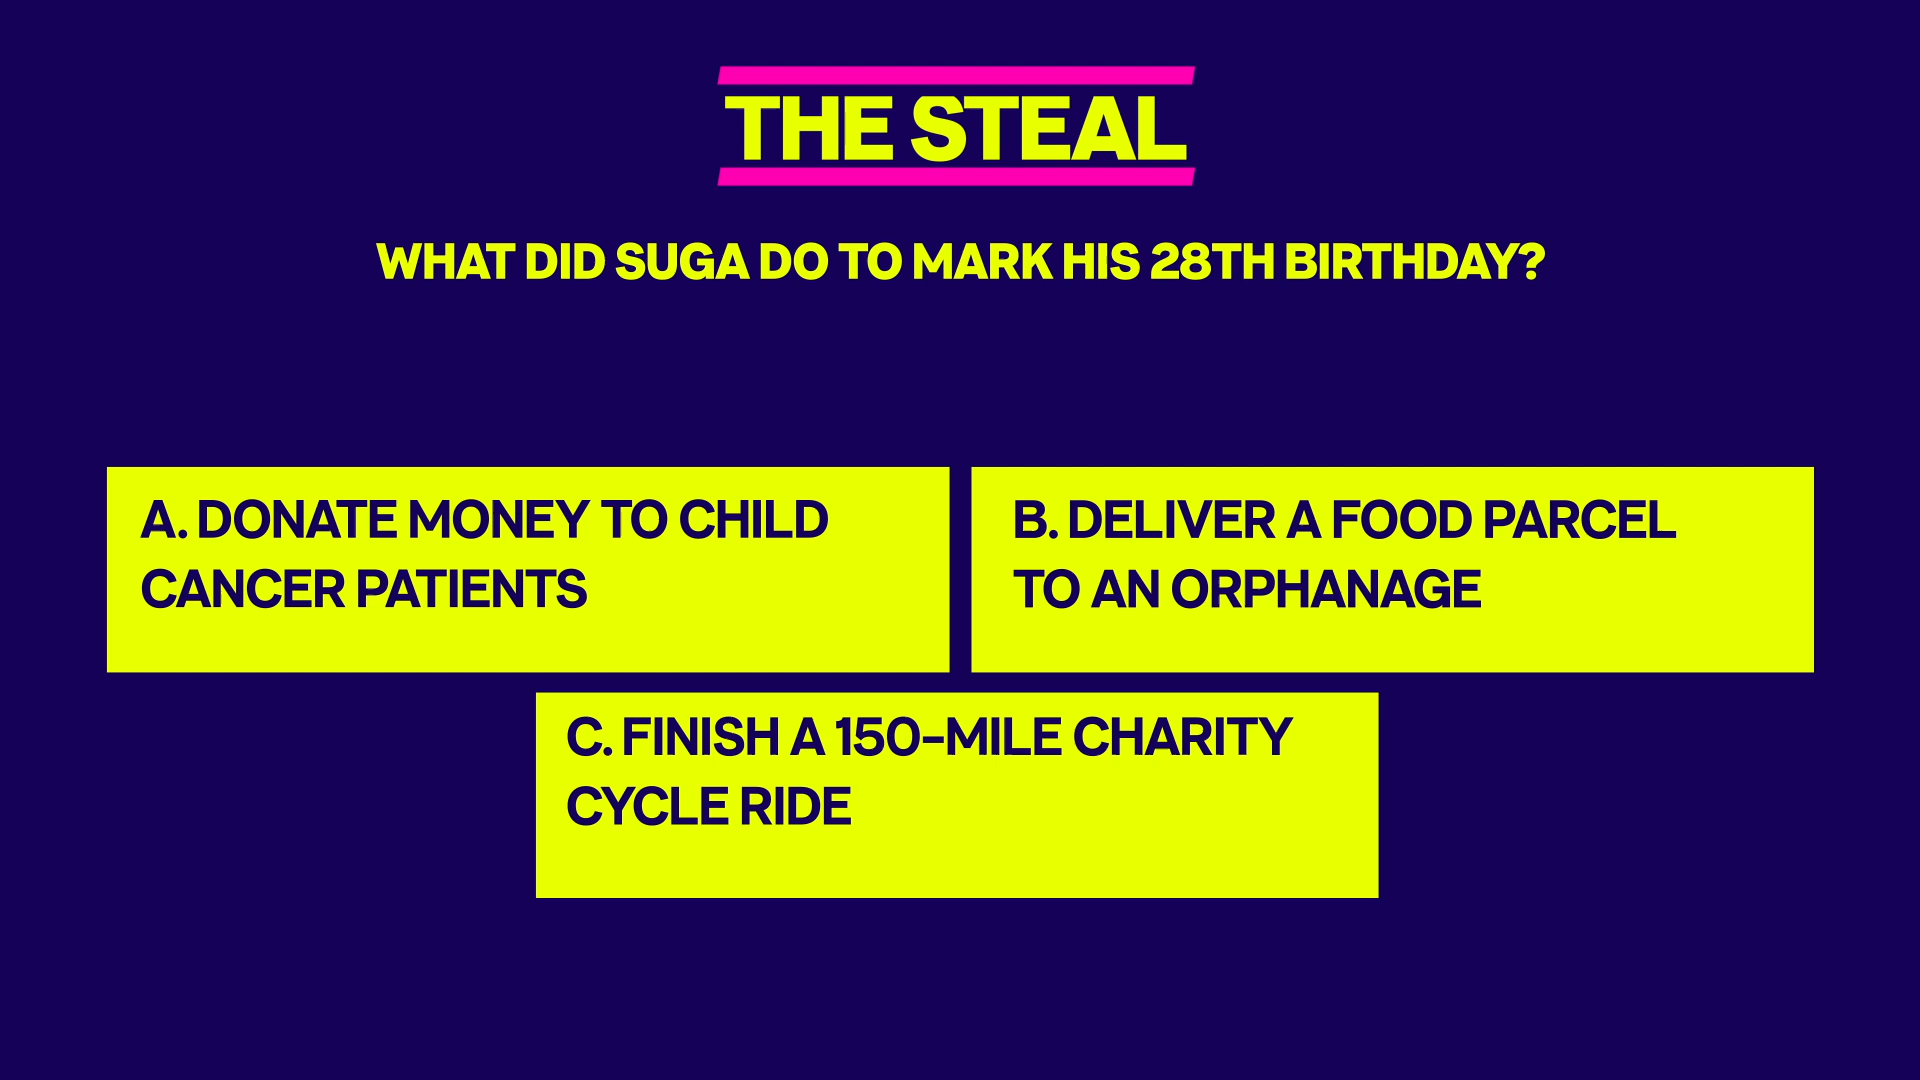 THE STEAL
WHAT DID SUGA DO TO MARK HIS 28TH BIRTHDAY?
A. DONATE MONEY TO CHILD
CANCER PATIENTS
B. DELIVER A FOOD PARCEL
TO AN ORPHANAGE
C. FINISH A 150-MILE CHARITY
CYCLE RIDE